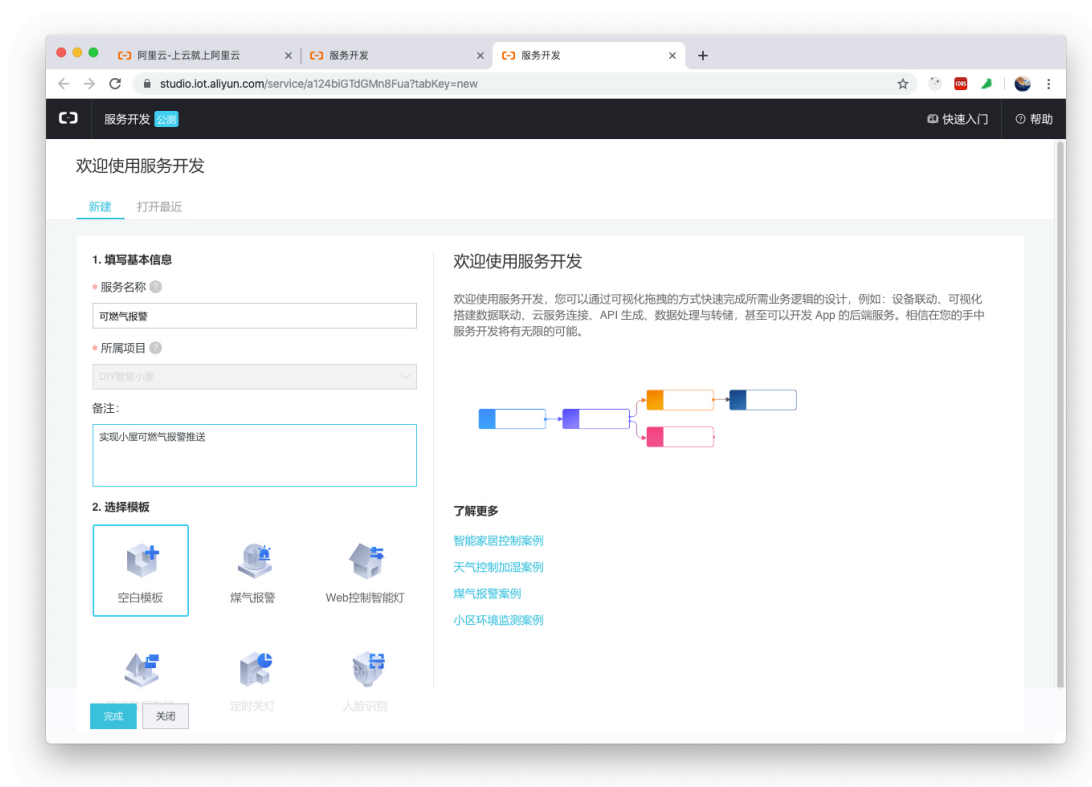 阿里云-上云就上阿里云
服务开发
服务开发
studio.iot.aliyun.com/service/a124biGTdGMn8Fua?tabKey=new
CORS
服务开发 公测
快速入门
帮助
欢迎使用服务开发
新建 打开最近
1. 填写基本信息
* 服务名称
可燃气报警
* 所属项目
DIY智慧小屋
备注：
实现小屋可燃气报警推送
2. 选择模板
空白模板 煤气报警 Web控制智能灯
定时关灯 人脸识别
完成 关闭
欢迎使用服务开发
欢迎使用服务开发，您可以通过可视化拖拽的方式快速完成所需业务逻辑的设计，例如：设备联动、可视化
搭建数据联动、云服务连接、API 生成、数据处理与转储，甚至可以开发 App 的后端服务。相信在您的手中
服务开发将有无限的可能。
了解更多
智能家居控制案例
天气控制加湿案例
煤气报警案例
小区环境监测案例